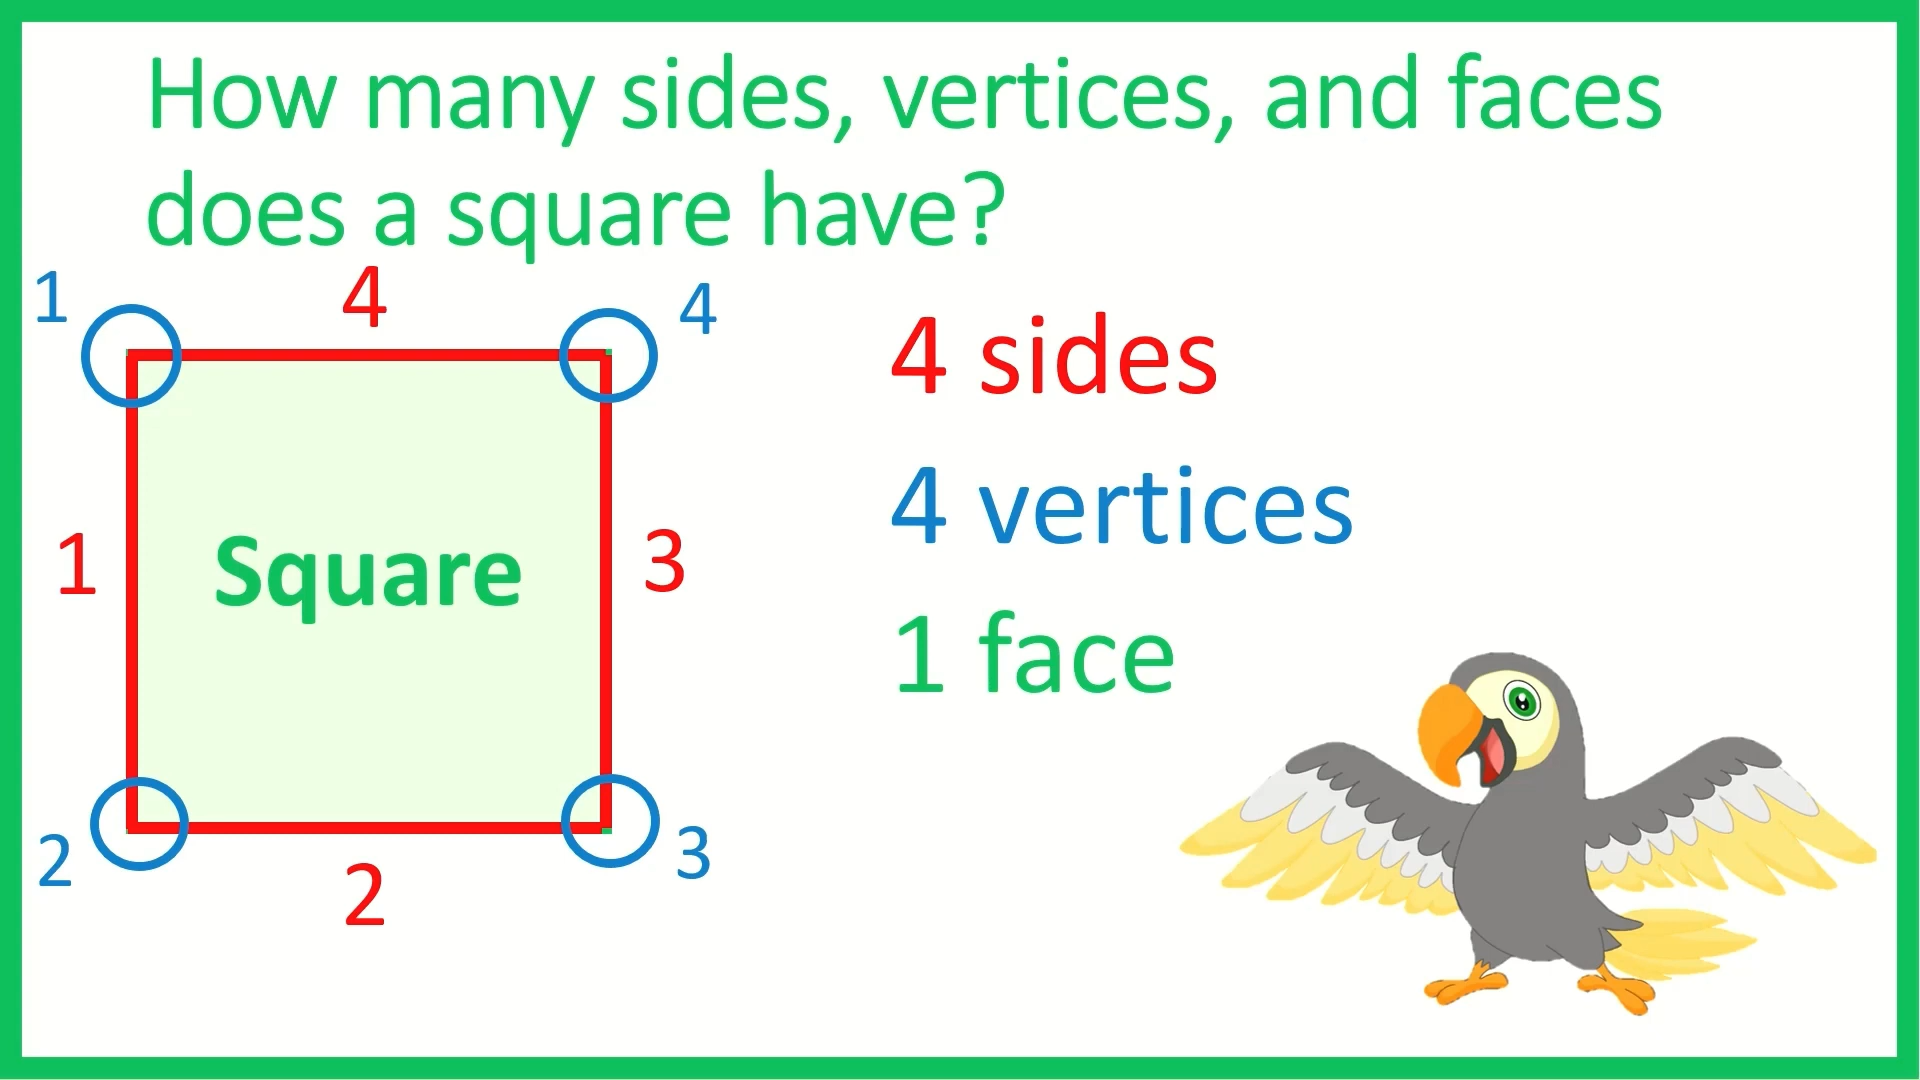 How many sides, vertices, and faces
does a square have?
1
4
4
4 sides
4 vertices
1
Square
3
1 face
2
2
3